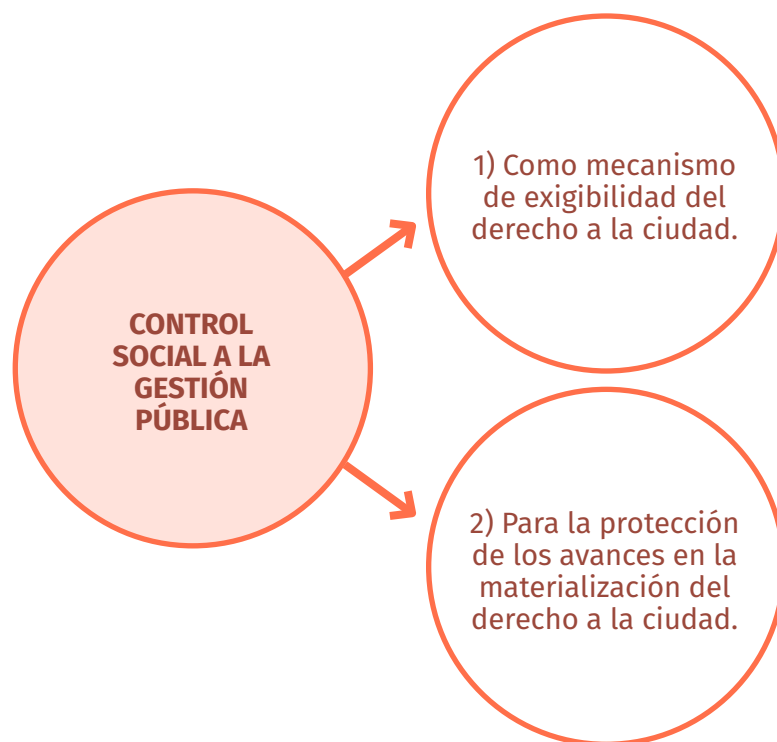 CONTROL
SOCIAL A LA
GESTIÓN
PÚBLICA
1) Como mecanismo
de exigibilidad del
derecho a la ciudad.
2) Para la protección
de los avances en la
materialización del
derecho a la ciudad.